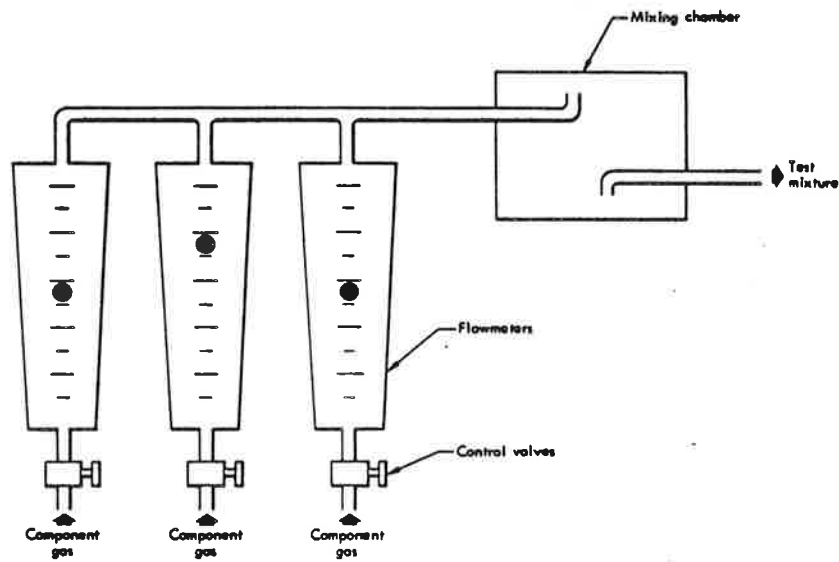 Mixing chamber
Test
mixture
Flowmeters
Control valves
Component
gas
Component
gas
Component
gas